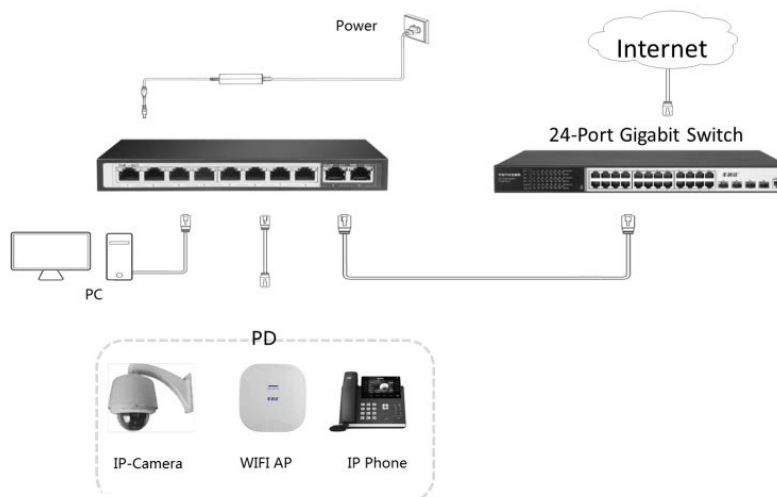 Power
Internet
24-Port Gigabit Switch
PC
PD
IP-Camera
WIFI AP
IP Phone